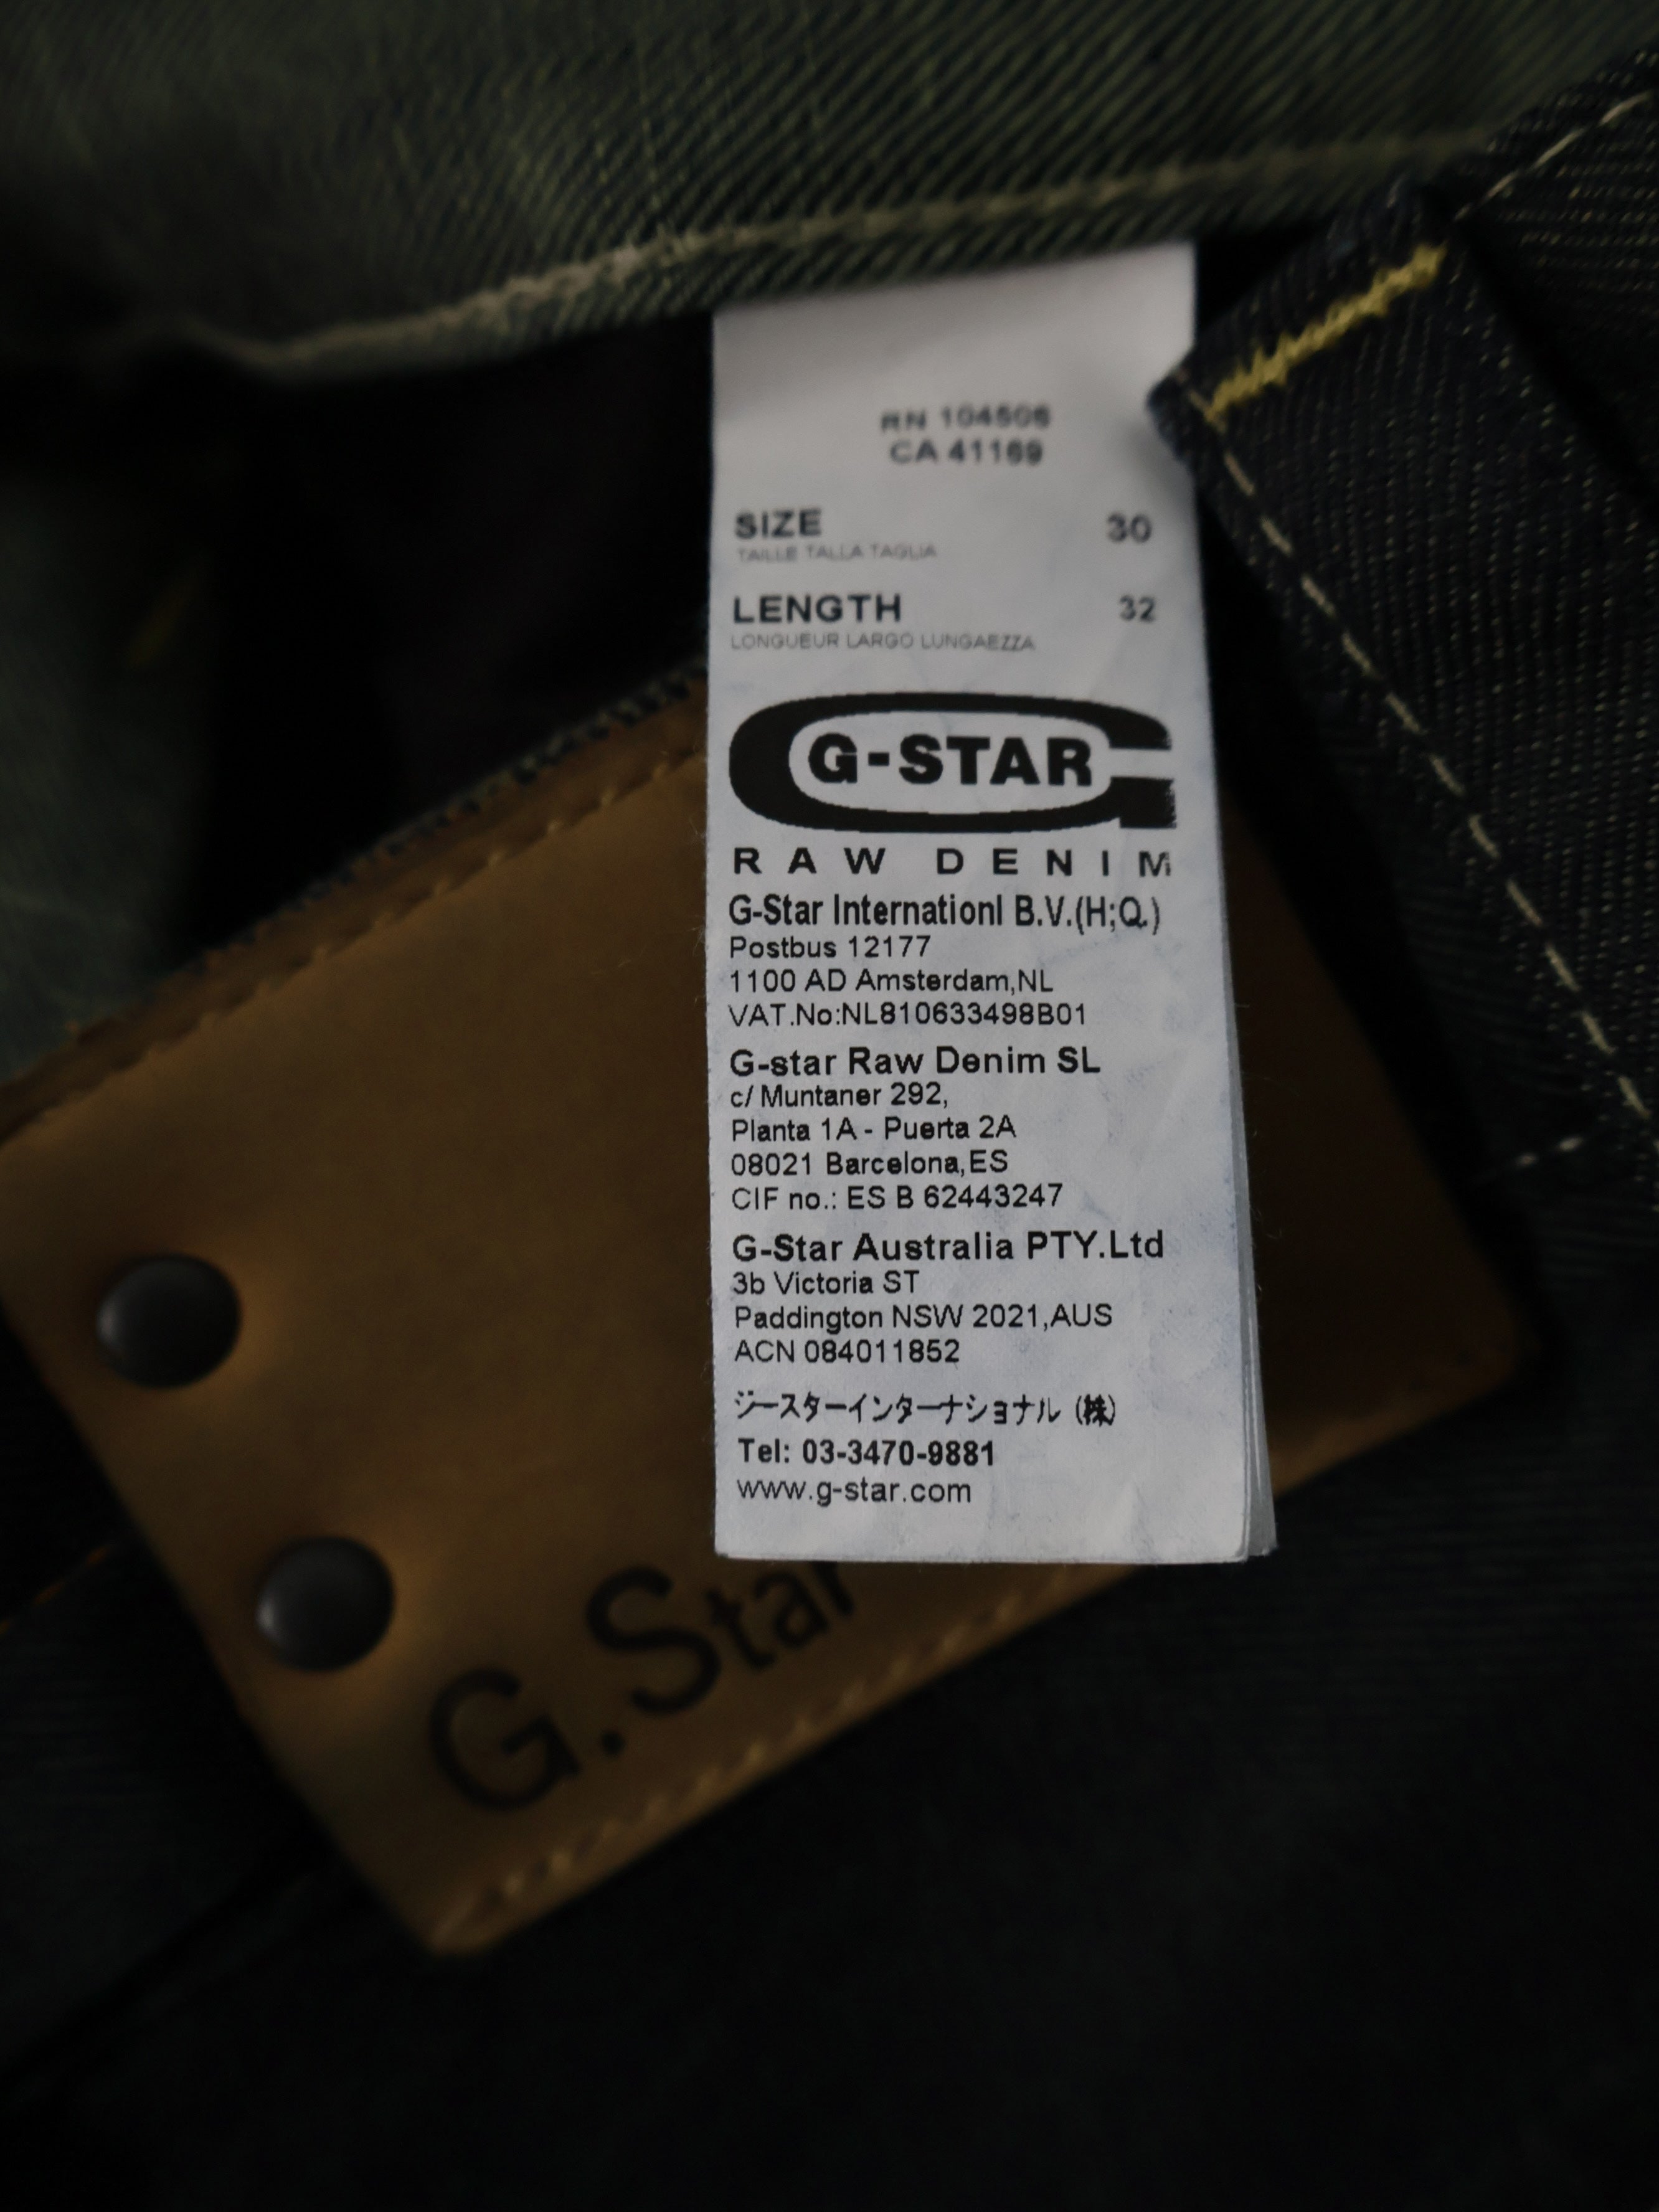 RN 104506
CA 41169
SIZE 30
TAILLE TALLA TAGLIA
LENGTH 32
LONGUEUR LARGO LUNGAEZZA
G-STAR
RAW DENIM
G-Star Internationl B.V.(H;Q.)
Postbus 12177
1100 AD Amsterdam,NL
VAT.No:NL810633498B01
G-star Raw Denim SL
c/ Muntaner 292,
Planta 1A - Puerta 2A
08021 Barcelona,ES
CIF no.: ES B 62443247
G-Star Australia PTY.Ltd
3b Victoria ST
Paddington NSW 2021,AUS
ACN 084011852
ジースターインターナショナル (株)
Tel: 03-3470-9881
www.g-star.com
G.Star